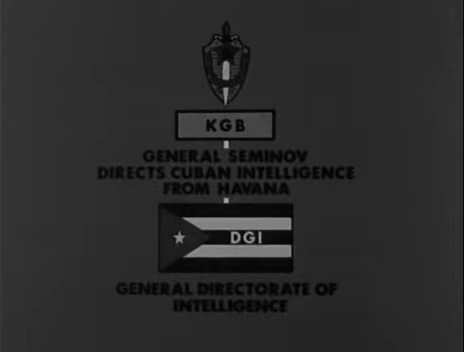 KGB
GENERAL SEMINOV
DIRECTS CUBAN INTELLIGENCE
FROM HAVANA
DGI
GENERAL DIRECTORATE OF
INTELLIGENCE